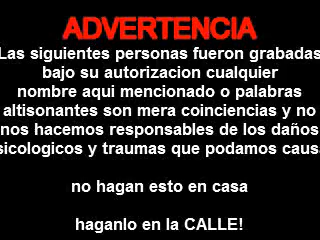 ADVERTENCIA
Las siguientes personas fueron grabadas
bajo su autorizacion cualquier
nombre aqui mencionado o palabras
altisonantes son mera coinciencias y no
nos hacemos responsables de los daños
sicologicos y traumas que podamos causa
no hagan esto en casa
haganlo en la CALLE!